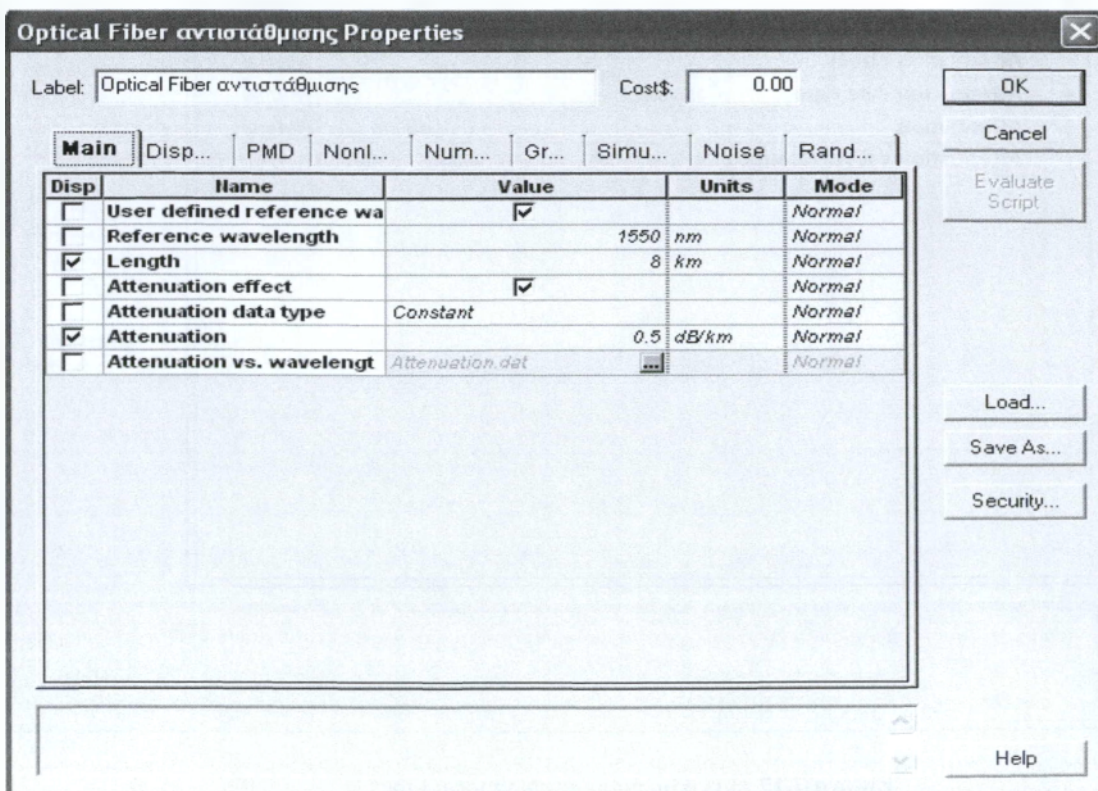 Optical Fiber αντιστάθμισης Properties
Label: Optical Fiber αντιστάθμισης Cost$: 0.00
OK
Cancel
Evaluate Script
Main Disp... PMD Nonl... Num... Gr... Simu... Noise Rand...
Disp Name Value Units Mode
User defined reference wa Normal
Reference wavelength 1550 nm Normal
Length 8 km Normal
Attenuation effect Normal
Attenuation data type Constant Normal
Attenuation 0.5 dB/km Normal
Attenuation vs. wavelengt Attenuation.dat ... Normal
Load...
Save As...
Security...
Help